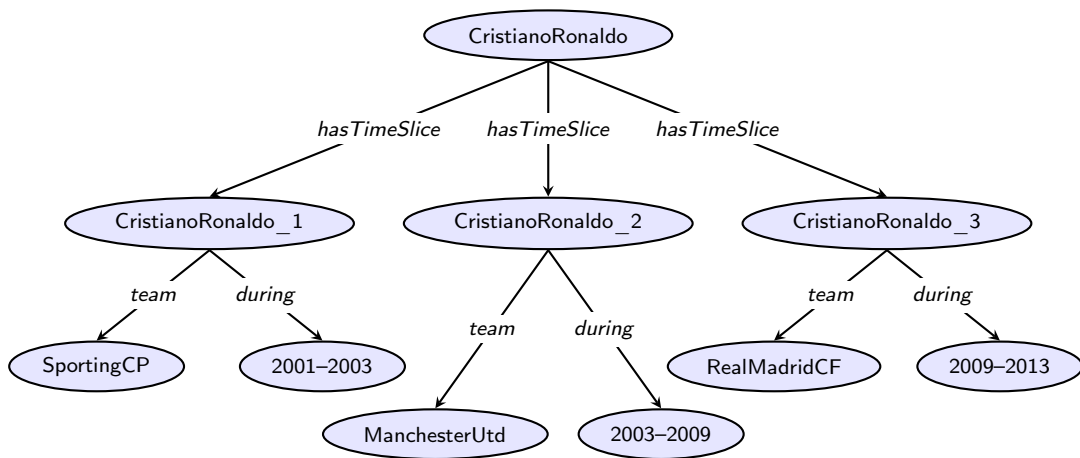 CristianoRonaldo
hasTimeSlice hasTimeSlice hasTimeSlice
CristianoRonaldo_1 CristianoRonaldo_2 CristianoRonaldo_3
team during team during
team during
SportingCP 2001–2003 RealMadridCF 2009–2013
ManchesterUtd 2003–2009